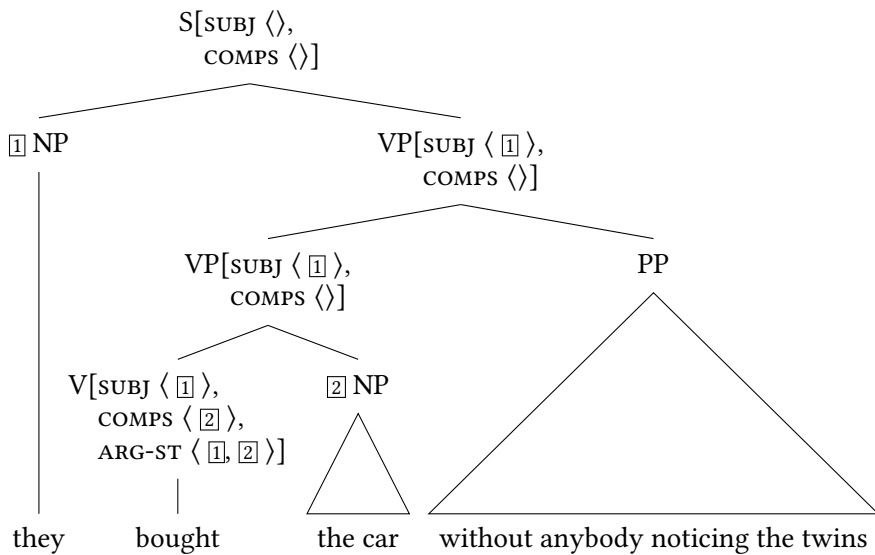 S[SUBJ ⟨⟩,
COMPS ⟨⟩]
1 NP VP[SUBJ ⟨ 1 ⟩,
COMPS ⟨⟩]
VP[SUBJ ⟨ 1 ⟩, PP
COMPS ⟨⟩]
V[SUBJ ⟨ 1 ⟩, 2 NP
COMPS ⟨ 2 ⟩,
ARG-ST ⟨ 1, 2 ⟩]
they bought the car without anybody noticing the twins